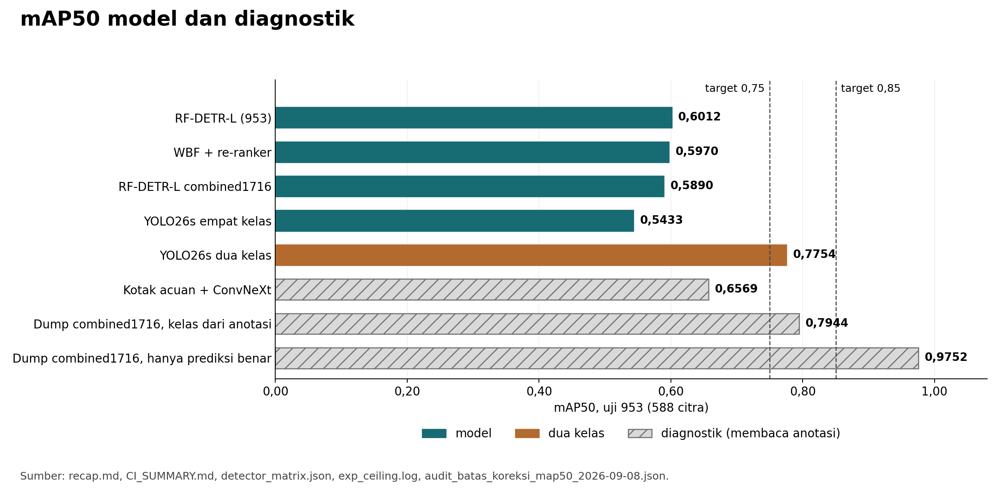 mAP50 model dan diagnostik
target 0,75
target 0,85
RF-DETR-L (953)
0,6012
WBF + re-ranker
0,5970
RF-DETR-L combined1716
0,5890
YOLO26s empat kelas
0,5433
YOLO26s dua kelas
0,7754
Kotak acuan + ConvNeXt
0,6569
Dump combined1716, kelas dari anotasi
0,7944
Dump combined1716, hanya prediksi benar
0,9752
0,00
0,20
0,40
0,60
0,80
1,00
mAP50, uji 953 (588 citra)
model
dua kelas
diagnostik (membaca anotasi)
Sumber: recap.md, CI_SUMMARY.md, detector_matrix.json, exp_ceiling.log, audit_batas_koreksi_map50_2026-09-08.json.